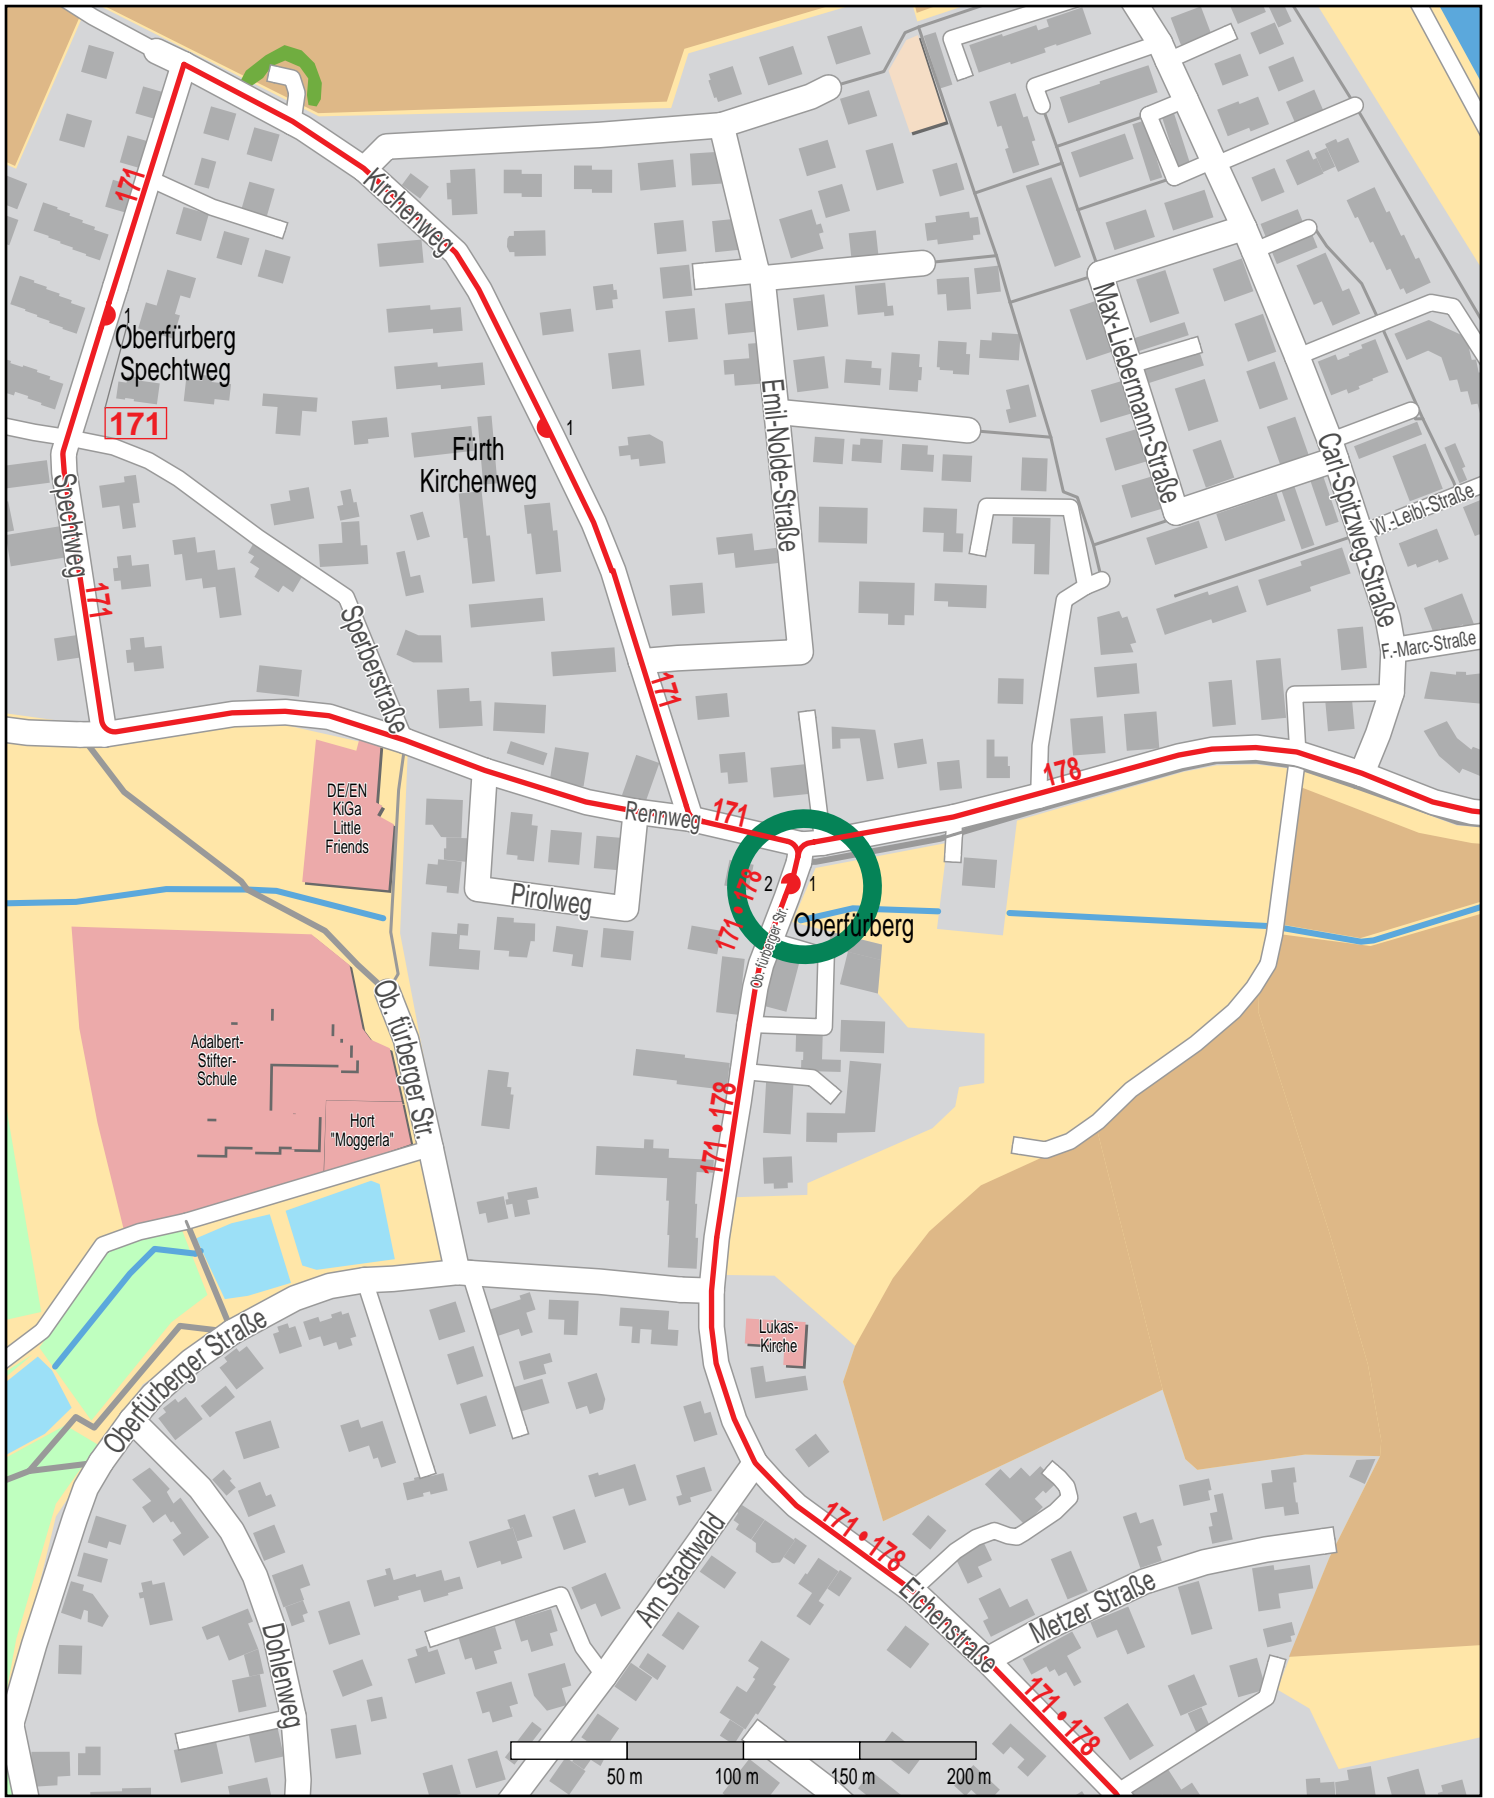 171
Kirchenweg
1
Oberfürberg
Spechtweg
171
1
Fürth
Kirchenweg
Max-Liebermann-Straße
Emil-Nolde-Straße
Carl-Spitzweg-Straße
W.-Leibl-Straße
F.-Marc-Straße
Spechtweg
171
Sperberstraße
171
178
DE/EN
KiGa
Little
Friends
Rennweg
171
Pirolweg
2
1
171 • 178
Ob. fürberger Str.
Oberfürberg
Ob. fürberger Str.
Adalbert-
Stifter-
Schule
Hort
"Moggerla"
171 • 178
Oberfürberger Straße
Lukas-
Kirche
171 • 178
Am Stadtwald
Eichenstraße
Metzer Straße
Dohlenweg
171 • 178
50 m
100 m
150 m
200 m